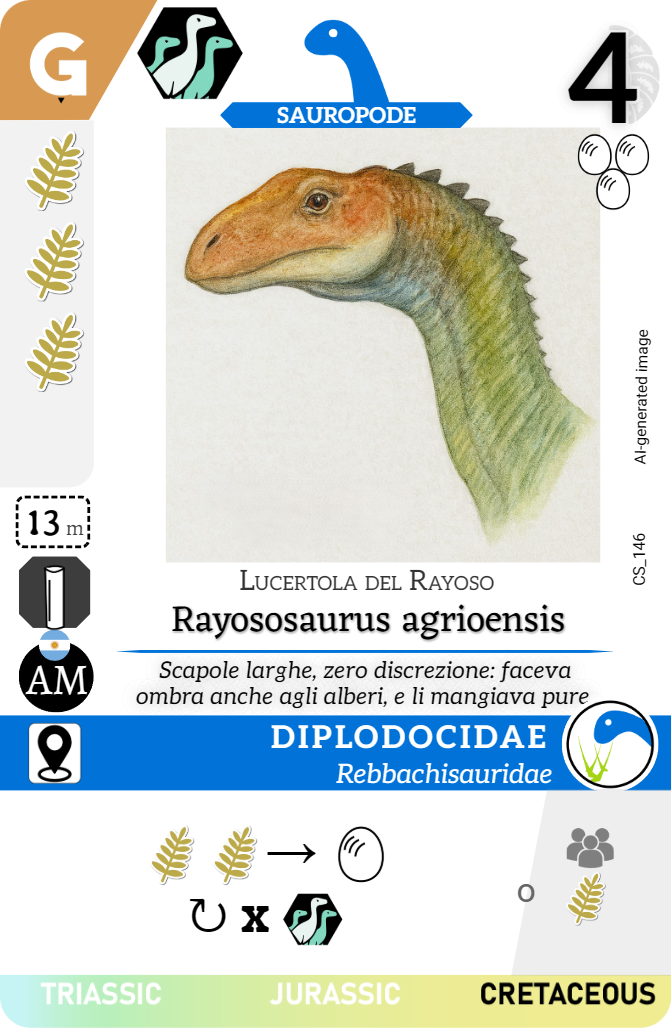 G
4
SAUROPODE
AI-generated image
13 m
CS_146
Lucertola del Rayoso
Rayososaurus agrioensis
AM
Scapole larghe, zero discrezione: faceva
ombra anche agli alberi, e li mangiava pure
DIPLODOCIDAE
Rebbachisauridae
→
↻ x
o
TRIASSIC JURASSIC CRETACEOUS